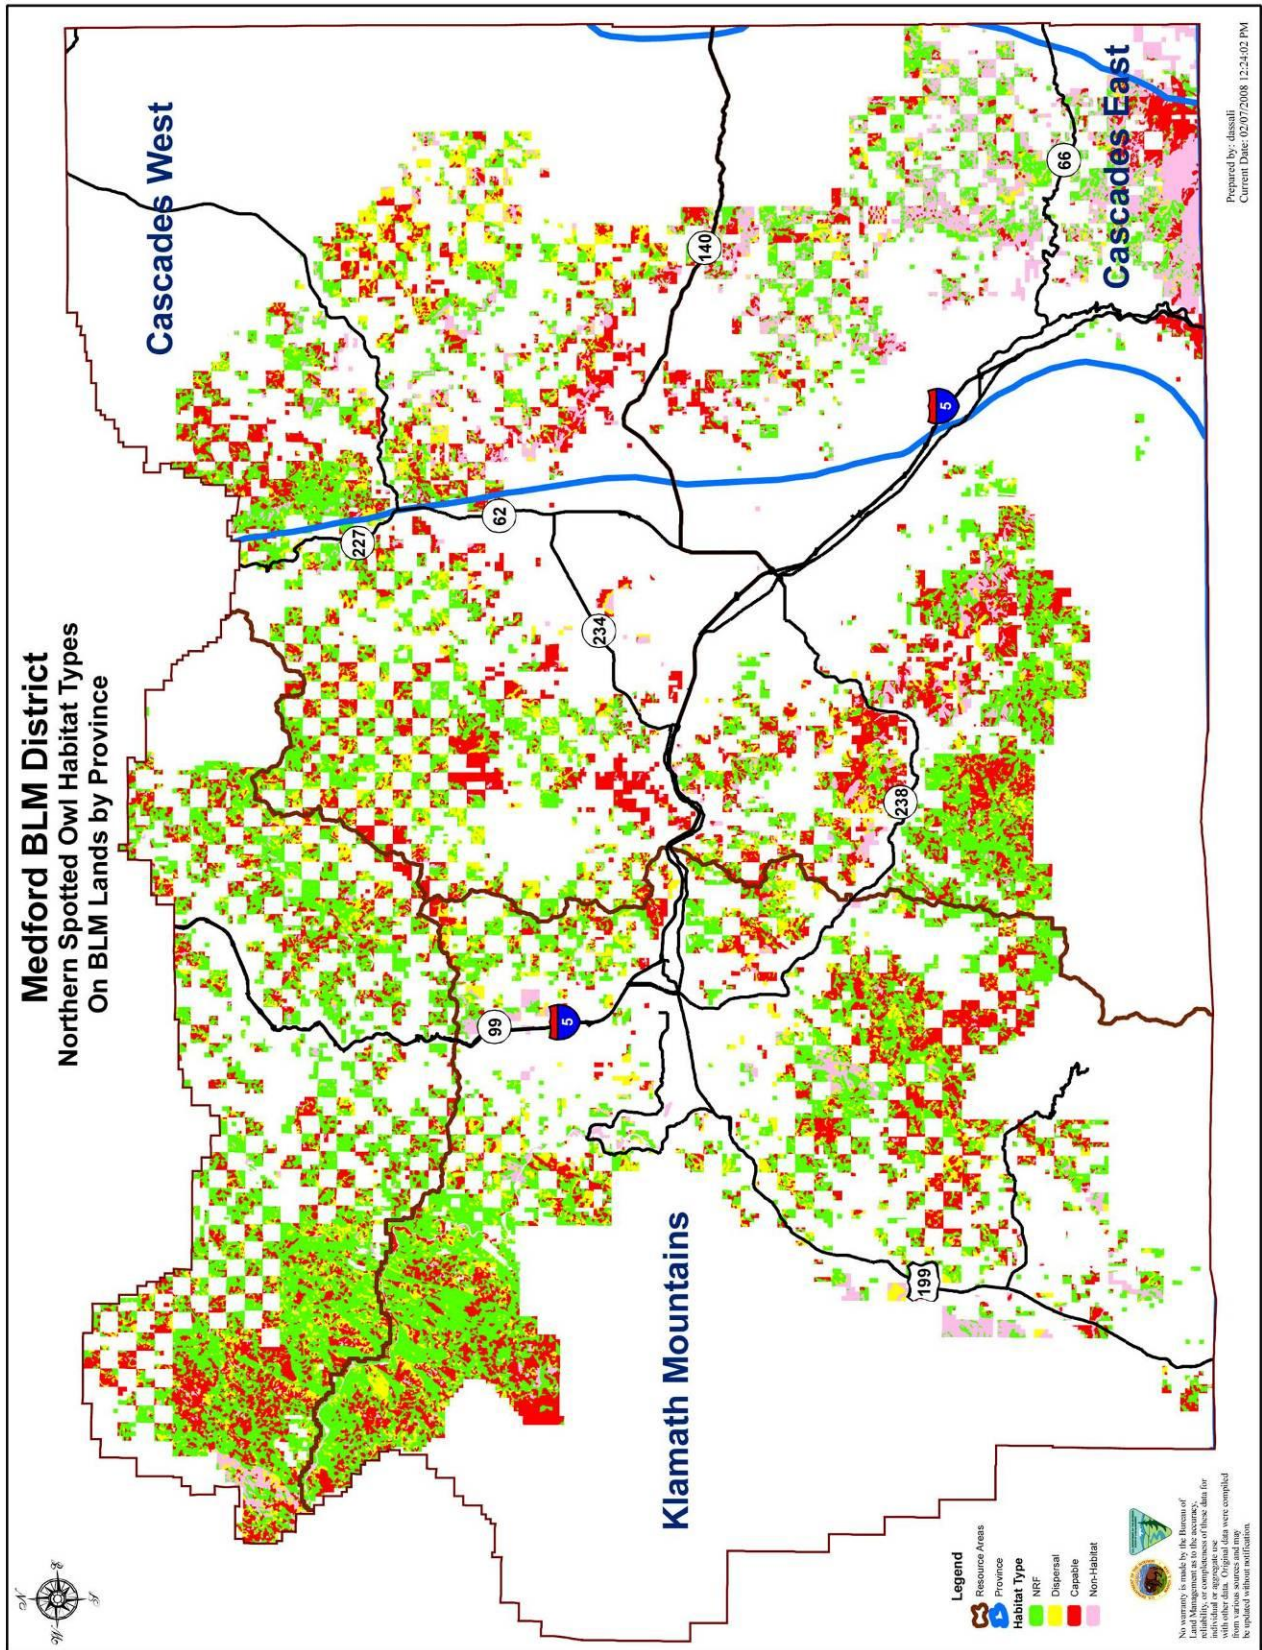 Medford BLM District
Northern Spotted Owl Habitat Types
On BLM Lands by Province
N
W
E
S
Cascades West
227
62
234
140
99
5
5
66
Cascades East
Klamath Mountains
238
199
Legend
Resource Areas
Province
Habitat Type
NRF
Dispersal
Capable
Non-Habitat
No warranty is made by the Bureau of
Land Management as to the accuracy,
reliability, or completeness of these data for
individual or aggregate use
with other data. Original data were compiled
from various sources and may
be updated without notification.
Prepared by: dassali
Current Date: 02/07/2008 12:24:02 PM